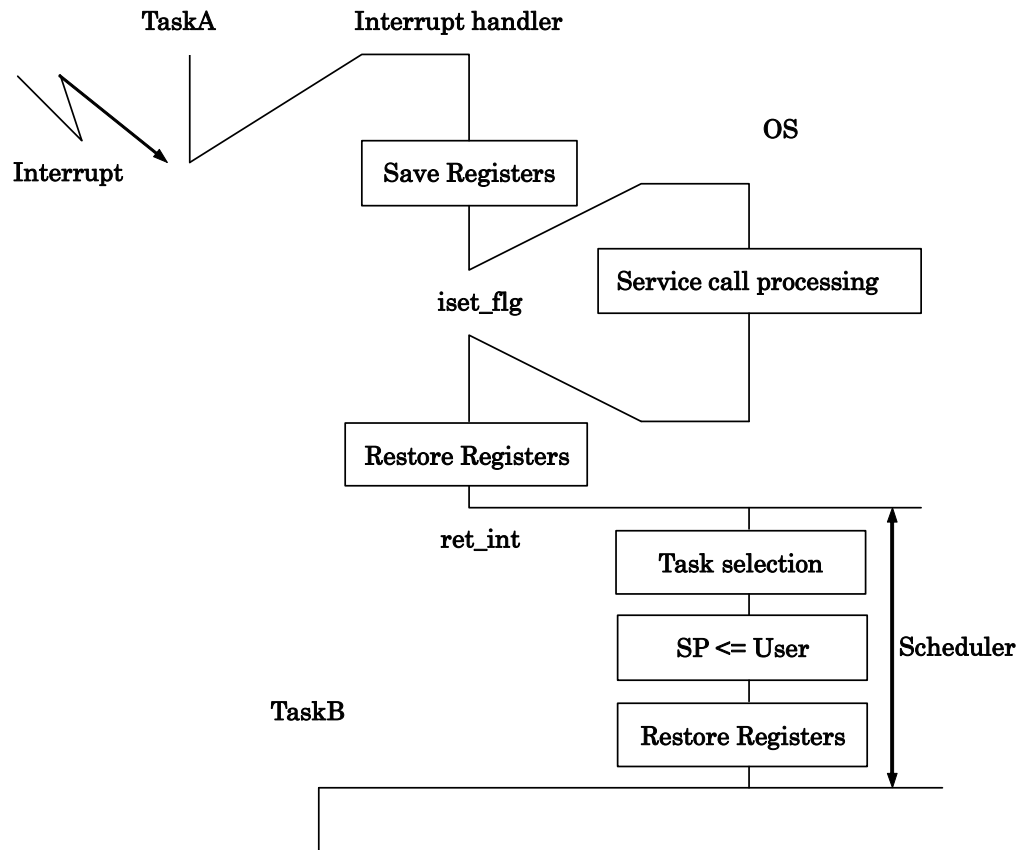 TaskA
Interrupt handler
OS
Interrupt
Save Registers
Service call processing
iset_flg
Restore Registers
ret_int
Task selection
SP <= User
Scheduler
TaskB
Restore Registers